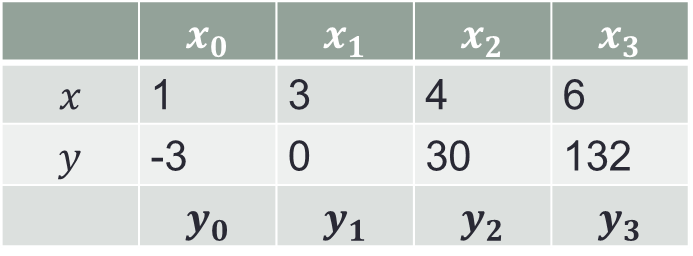 x₀ x₁ x₂ x₃
x 1 3 4 6
y -3 0 30 132
y₀ y₁ y₂ y₃